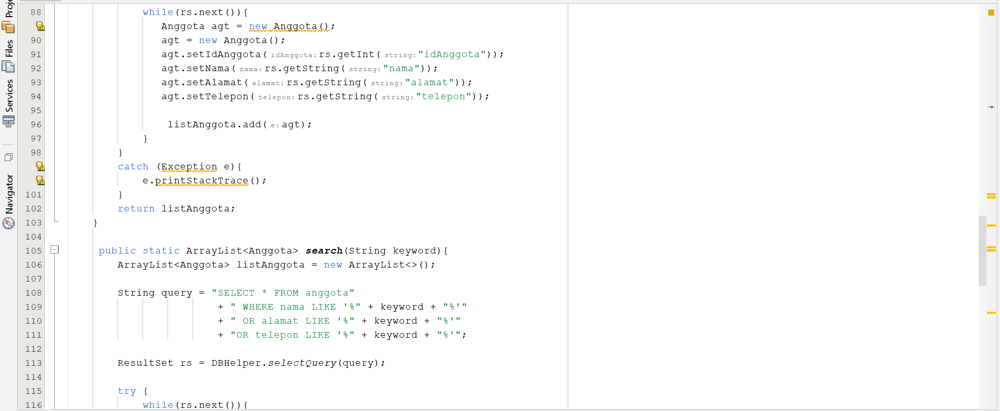 Proje
Files
Services
Navigator
88 while(rs.next()){
Anggota agt = new Anggota();
90 agt = new Anggota();
91 agt.setIdAnggota( idAnggota: rs.getInt( string: "idAnggota"));
92 agt.setNama( nama: rs.getString( string: "nama"));
93 agt.setAlamat( alamat: rs.getString( string: "alamat"));
94 agt.setTelepon( telepon: rs.getString( string: "telepon"));
95
96 listAnggota.add( e: agt);
97 }
98 }
catch (Exception e){
e.printStackTrace();
101 }
102 return listAnggota;
103 }
104
105 public static ArrayList<Anggota> search(String keyword){
106 ArrayList<Anggota> listAnggota = new ArrayList<>();
107
108 String query = "SELECT * FROM anggota"
109 + " WHERE nama LIKE '%" + keyword + "%'"
110 + " OR alamat LIKE '%" + keyword + "%'"
111 + "OR telepon LIKE '%" + keyword + "%'";
112
113 ResultSet rs = DBHelper.selectQuery(query);
114
115 try {
116 while(rs.next()){